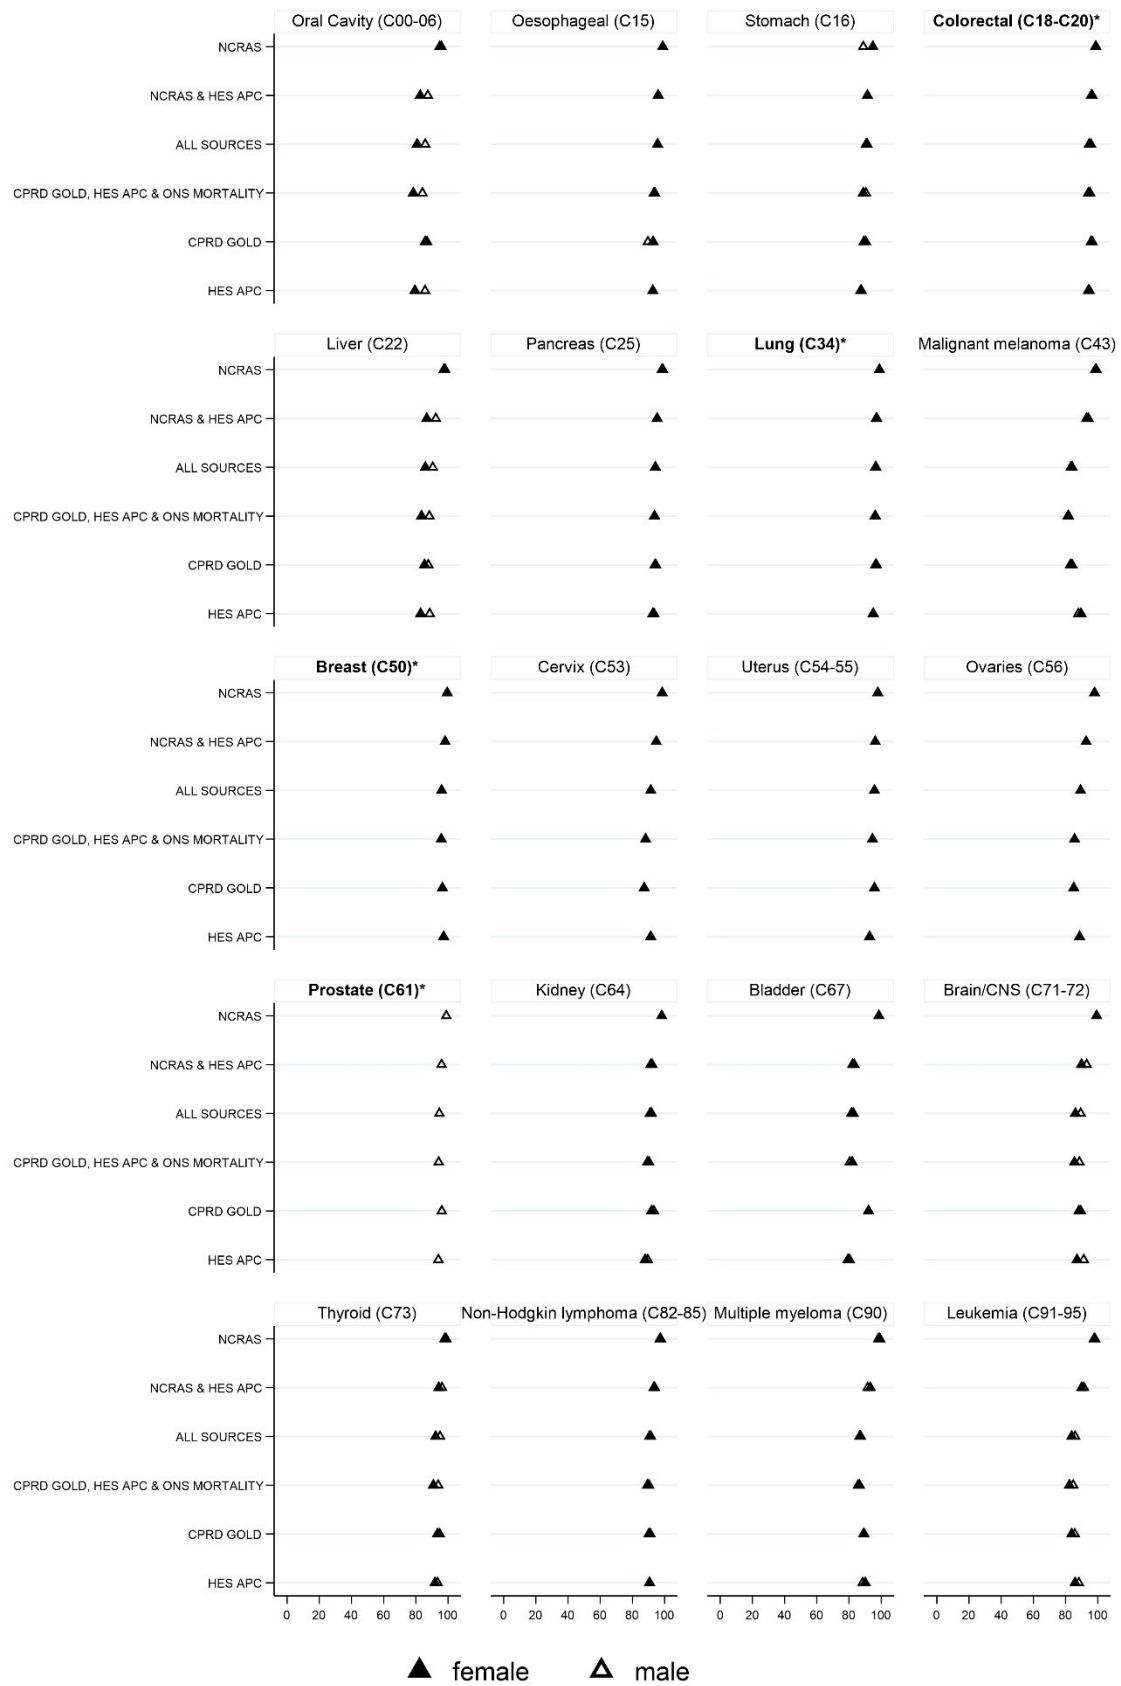 Oral Cavity (C00-06) Oesophageal (C15) Stomach (C16) Colorectal (C18-C20)*
NCRAS
NCRAS & HES APC
ALL SOURCES
CPRD GOLD, HES APC & ONS MORTALITY
CPRD GOLD
HES APC
Liver (C22) Pancreas (C25) Lung (C34)* Malignant melanoma (C43)
NCRAS
NCRAS & HES APC
ALL SOURCES
CPRD GOLD, HES APC & ONS MORTALITY
CPRD GOLD
HES APC
Breast (C50)* Cervix (C53) Uterus (C54-55) Ovaries (C56)
NCRAS
NCRAS & HES APC
ALL SOURCES
CPRD GOLD, HES APC & ONS MORTALITY
CPRD GOLD
HES APC
Prostate (C61)* Kidney (C64) Bladder (C67) Brain/CNS (C71-72)
NCRAS
NCRAS & HES APC
ALL SOURCES
CPRD GOLD, HES APC & ONS MORTALITY
CPRD GOLD
HES APC
Thyroid (C73) Non-Hodgkin lymphoma (C82-85) Multiple myeloma (C90) Leukemia (C91-95)
NCRAS
NCRAS & HES APC
ALL SOURCES
CPRD GOLD, HES APC & ONS MORTALITY
CPRD GOLD
HES APC
0 20 40 60 80 100 0 20 40 60 80 100 0 20 40 60 80 100 0 20 40 60 80 100
female male